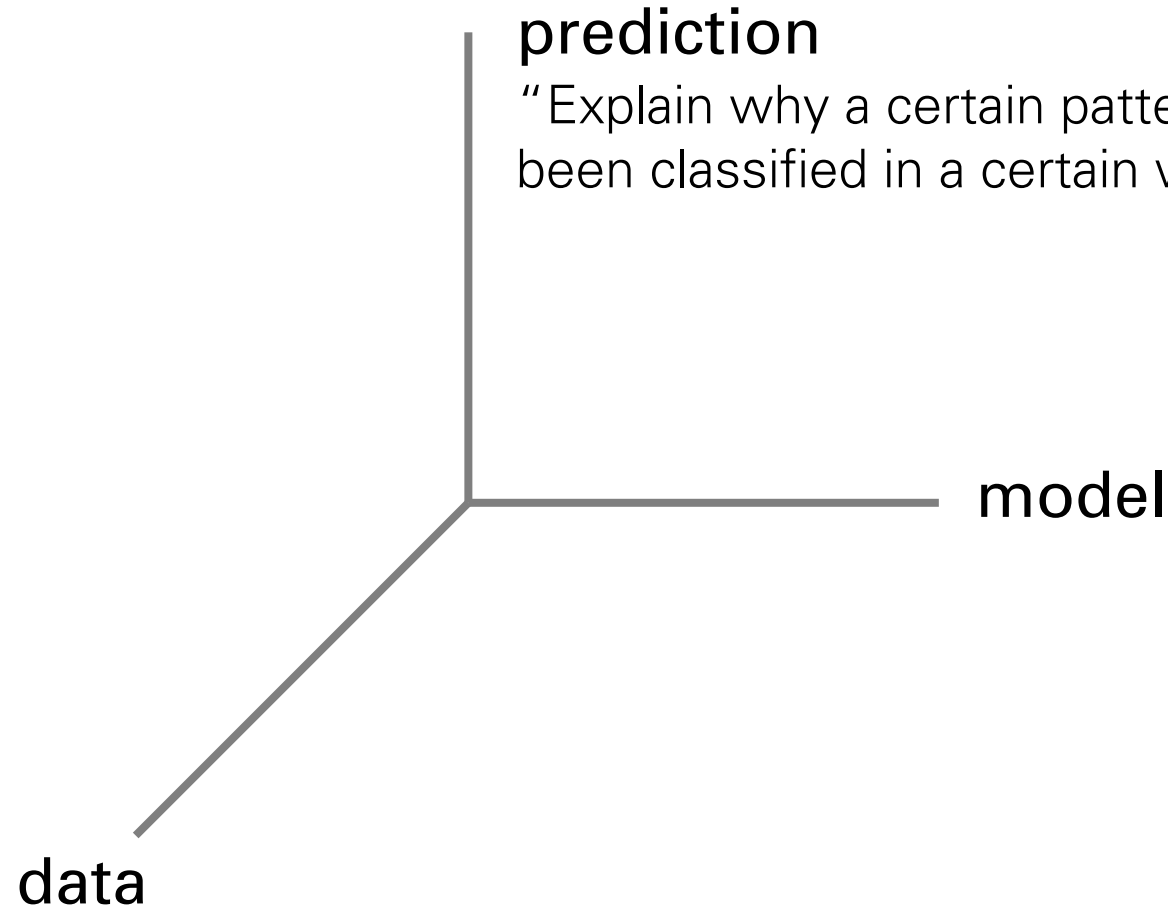 prediction
“Explain why a certain patte
been classified in a certain
model
data